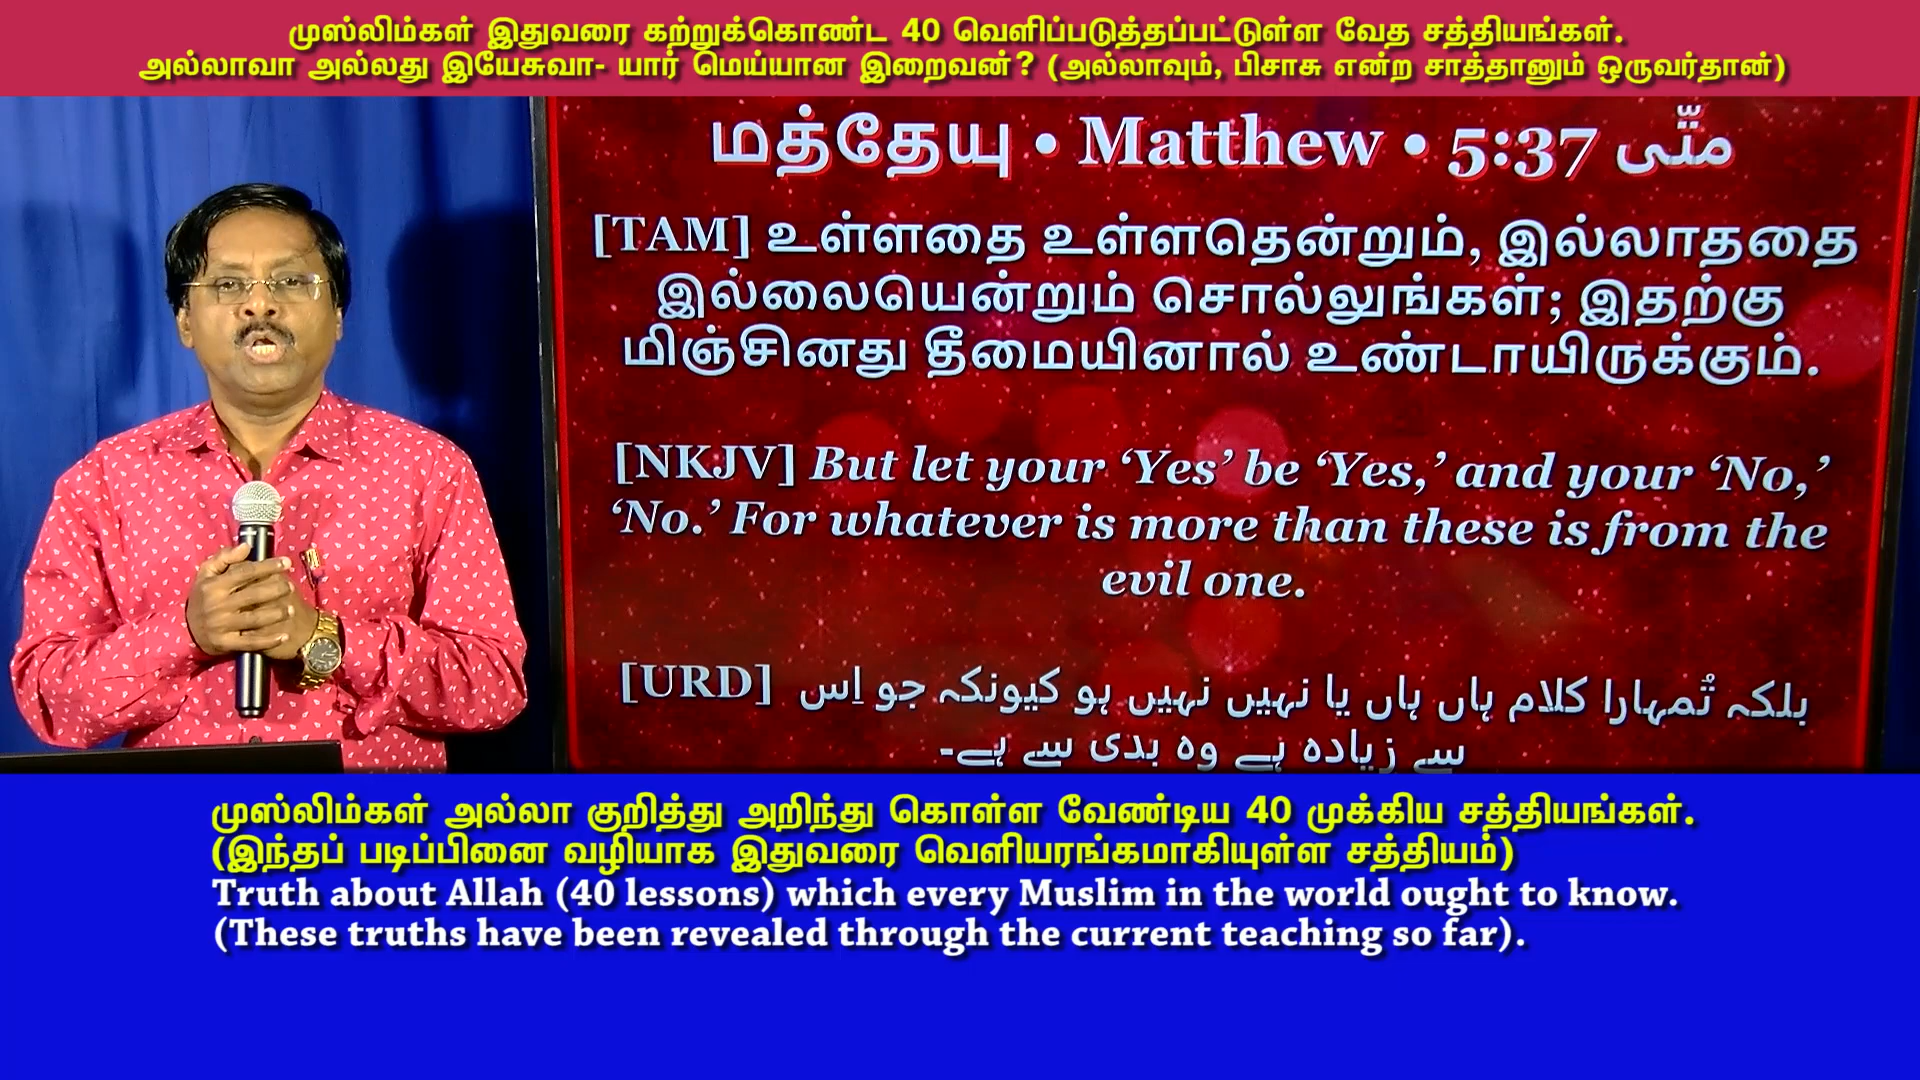 முஸ்லிம்கள் இதுவரை கற்றுக்கொண்ட 40 வெளிப்படுத்தப்பட்டுள்ள வேத சத்தியங்கள்.
அல்லாவா அல்லது இயேசுவா- யார் மெய்யான இறைவன்? (அல்லாவும், பிசாசு என்ற சாத்தானும் ஒருவர்தான்)
மத்தேயு • Matthew • 5:37 متّی
[TAM] உள்ளதை உள்ளதென்றும், இல்லாததை
இல்லையென்றும் சொல்லுங்கள்; இதற்கு
மிஞ்சினது தீமையினால் உண்டாயிருக்கும்.
[NKJV] But let your ‘Yes’ be ‘Yes,’ and your ‘No,’
‘No.’ For whatever is more than these is from the
evil one.
[URD] بلکہ تُمہارا کلام ہاں ہاں یا نہیں نہیں ہو کیونکہ جو اِس
سے زیادہ ہے وہ بدی سے ہے۔
முஸ்லிம்கள் அல்லா குறித்து அறிந்து கொள்ள வேண்டிய 40 முக்கிய சத்தியங்கள்.
(இந்தப் படிப்பினை வழியாக இதுவரை வெளியரங்கமாகியுள்ள சத்தியம்)
Truth about Allah (40 lessons) which every Muslim in the world ought to know.
(These truths have been revealed through the current teaching so far).